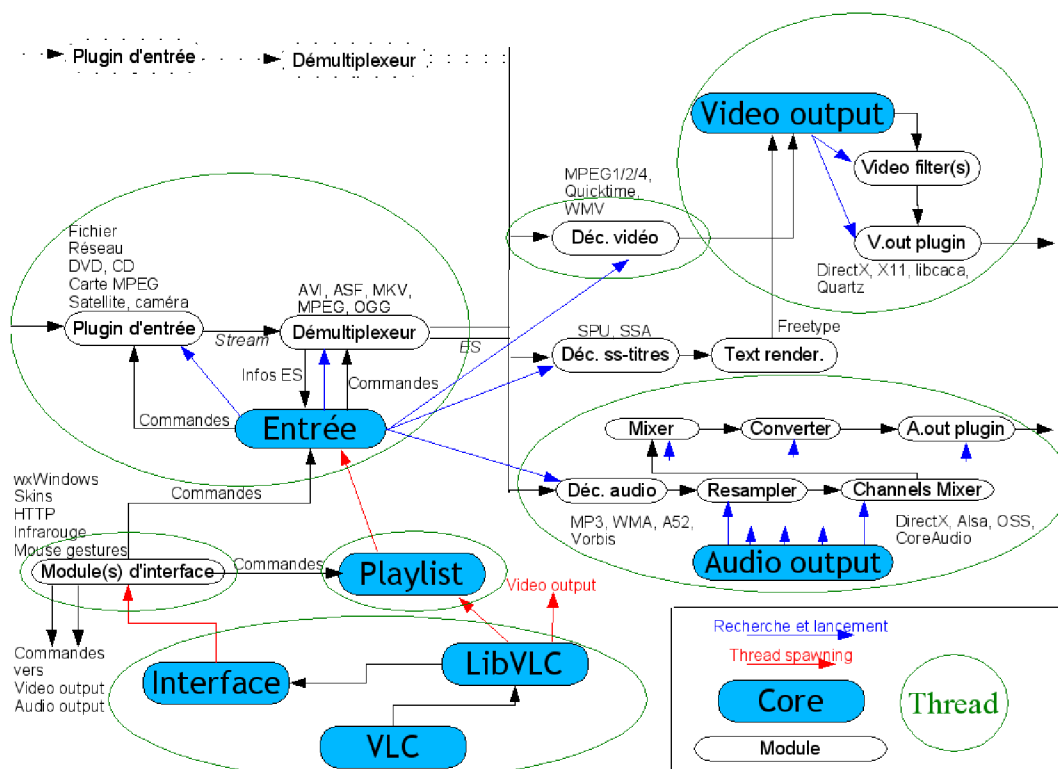 Plugin d'entrée
Démultiplexeur
Video output
Video filter(s)
V.out plugin
DirectX, X11, libcaca,
Quartz
MPEG1/2/4,
Quicktime,
WMV
Déc. vidéo
Fichier
Réseau
DVD, CD
Carte MPEG
Satellite, caméra
Plugin d'entrée
Stream
AVI, ASF, MKV,
MPEG, OGG
Démultiplexeur
ES
Infos ES
Commandes
Commandes
Entrée
SPU, SSA
Déc. ss-titres
Text render.
Freetype
Mixer
Converter
A.out plugin
Déc. audio
Resampler
Channels Mixer
MP3, WMA, A52,
Vorbis
DirectX, Alsa, OSS,
CoreAudio
Audio output
Commandes
wxWindows
Skins
HTTP
Infrarouge
Mouse gestures
Module(s) d'interface
Commandes
Playlist
Video output
Commandes
vers
Video output
Audio output
Interface
LibVLC
VLC
Recherche et lancement
Thread spawning
Core
Module
Thread